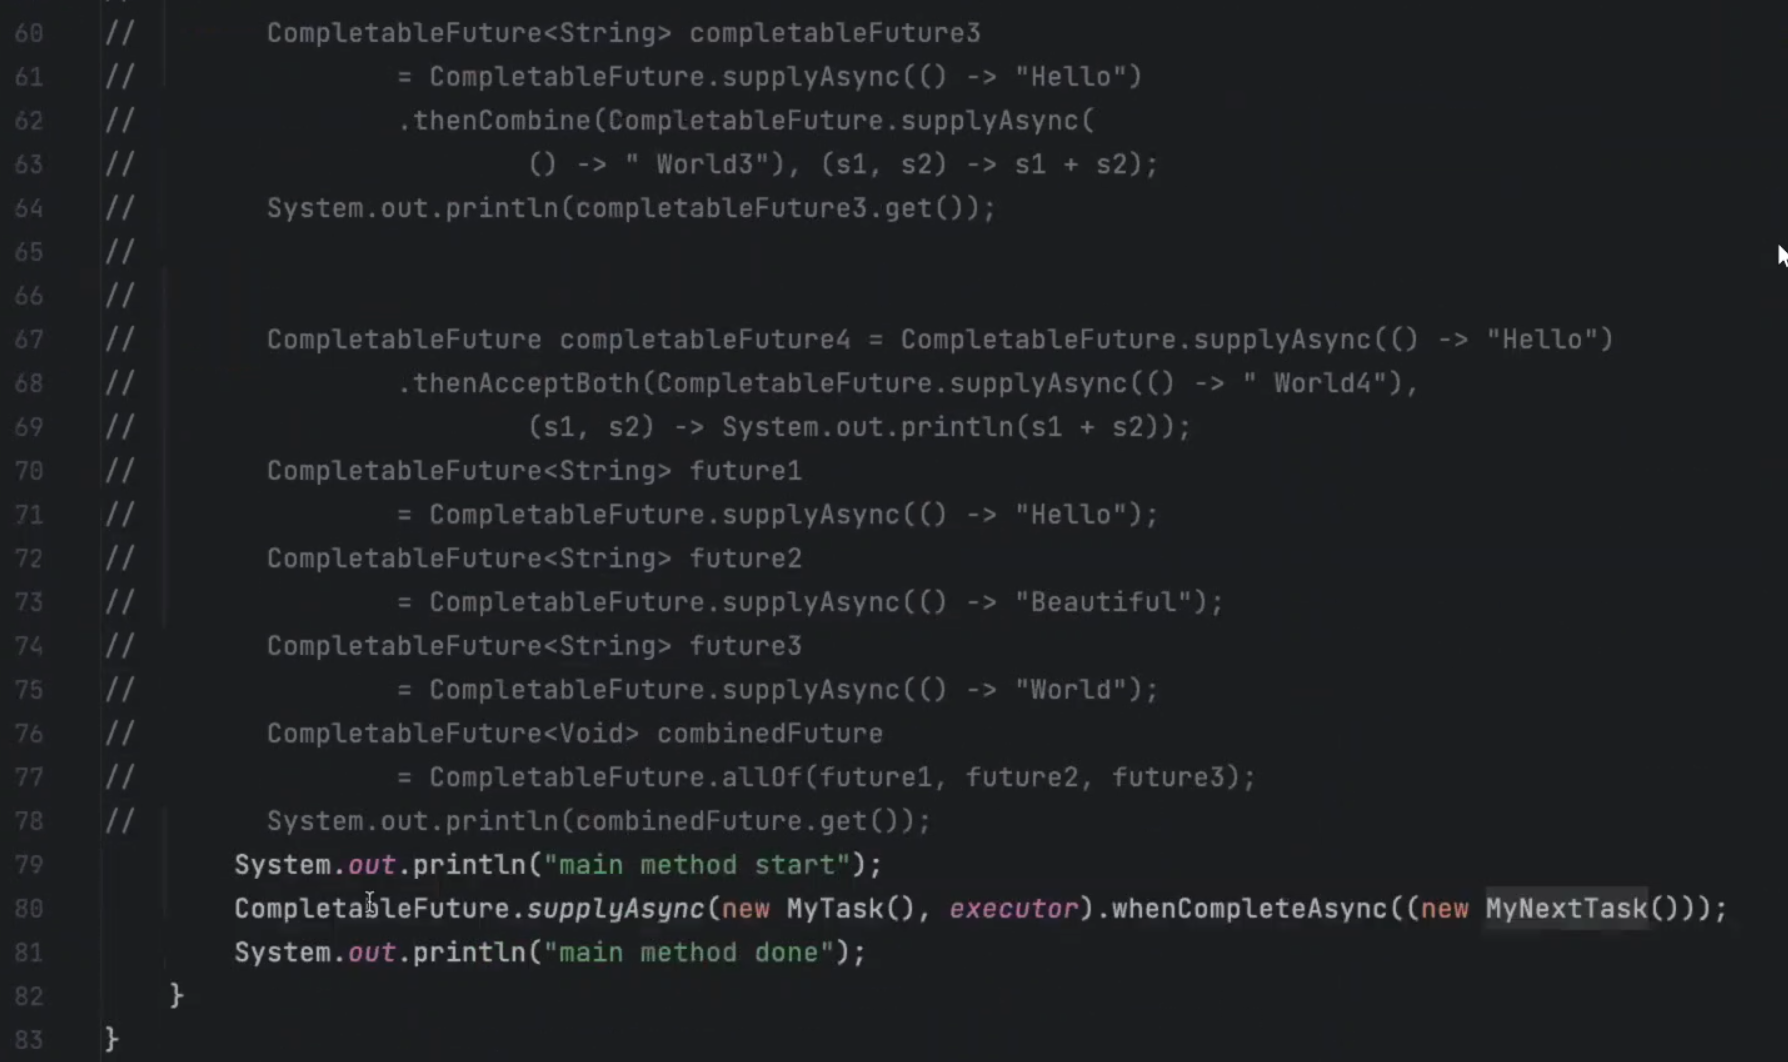 60 // CompletableFuture<String> completableFuture3
61 // = CompletableFuture.supplyAsync(() -> "Hello")
62 // .thenCombine(CompletableFuture.supplyAsync(
63 // () -> " World3"), (s1, s2) -> s1 + s2);
64 // System.out.println(completableFuture3.get());
65 //
66 //
67 // CompletableFuture completableFuture4 = CompletableFuture.supplyAsync(() -> "Hello")
68 // .thenAcceptBoth(CompletableFuture.supplyAsync(() -> " World4"),
69 // (s1, s2) -> System.out.println(s1 + s2));
70 // CompletableFuture<String> future1
71 // = CompletableFuture.supplyAsync(() -> "Hello");
72 // CompletableFuture<String> future2
73 // = CompletableFuture.supplyAsync(() -> "Beautiful");
74 // CompletableFuture<String> future3
75 // = CompletableFuture.supplyAsync(() -> "World");
76 // CompletableFuture<Void> combinedFuture
77 // = CompletableFuture.allOf(future1, future2, future3);
78 // System.out.println(combinedFuture.get());
79 System.out.println("main method start");
80 CompletableFuture.supplyAsync(new MyTask(), executor).whenCompleteAsync((new MyNextTask()));
81 System.out.println("main method done");
82 }
83 }